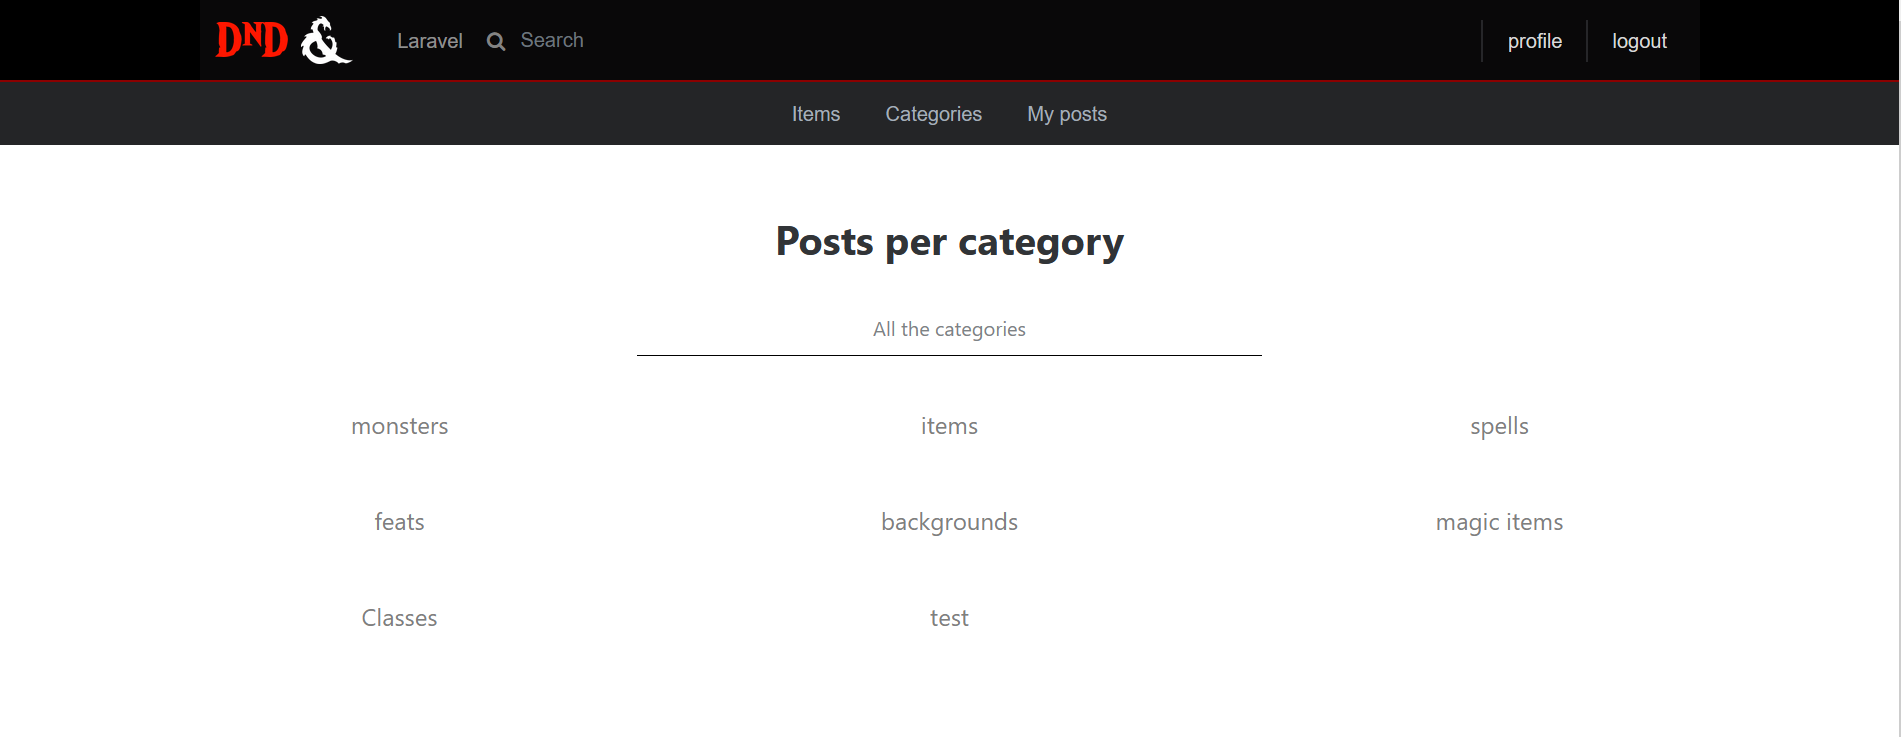 DND & Laravel Search profile logout
Items Categories My posts
Posts per category
All the categories
monsters items spells
feats backgrounds magic items
Classes test